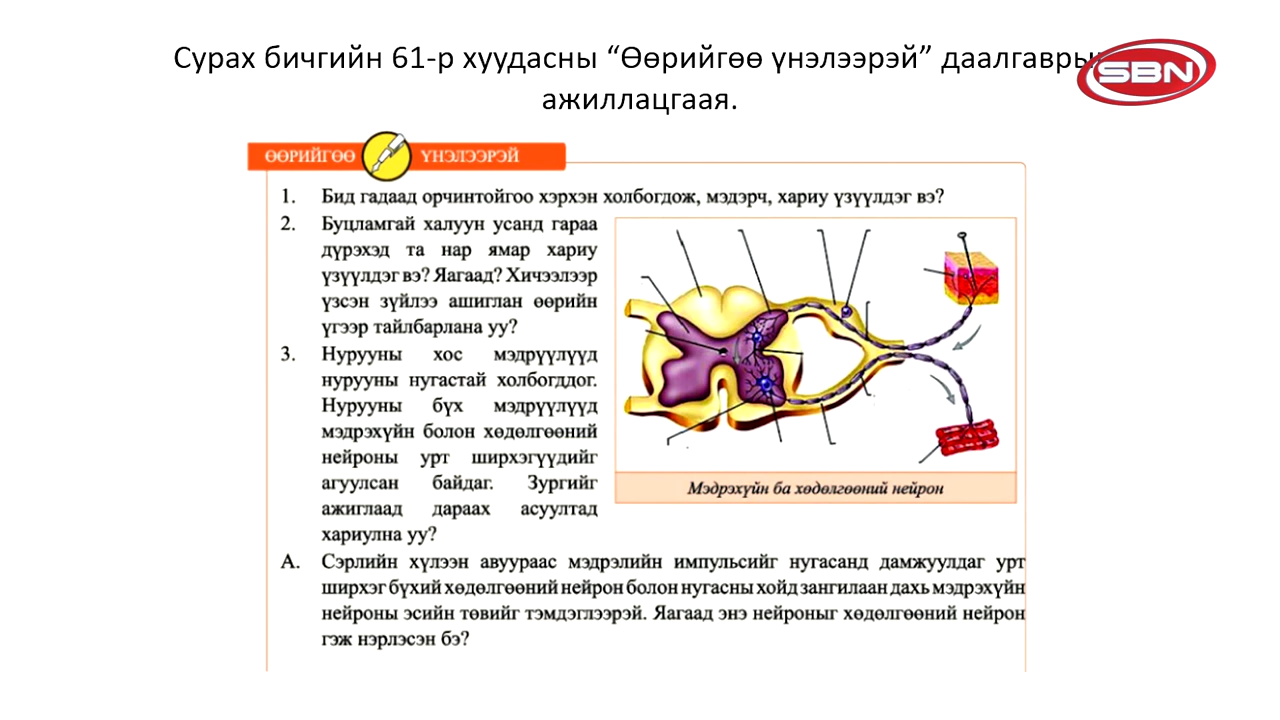 Сурах бичгийн 61-р хуудасны “Өөрийгөө үнэлээрэй” даалгаврыг
ажиллацгаая.
SBN
ӨӨРИЙГӨӨ ҮНЭЛЭЭРЭЙ
1. Бид гадаад орчинтойгоо хэрхэн холбогдож, мэдэрч, хариу үзүүлдэг вэ?
2. Буцламгай халуун усанд гараа
дүрэхэд та нар ямар хариу
үзүүлдэг вэ? Яагаад? Хичээлээр
үзсэн зүйлээ ашиглан өөрийн
үгээр тайлбарлана уу?
3. Нурууны хос мэдрүүлүүд
нурууны нугастай холбогддог.
Нурууны бүх мэдрүүлүүд
мэдрэхүйн болон хөдөлгөөний
нейроны урт ширхэгүүдийг
агуулсан байдаг. Зургийг
ажиглаад дараах асуултад
хариулна уу?
Мэдрэхүйн ба хөдөлгөөний нейрон
А. Сэрлийн хүлээн авуураас мэдрэлийн импульсийг нугасанд дамжуулдаг урт
ширхэг бүхий хөдөлгөөний нейрон болон нугасны хойд зангилаан дахь мэдрэхүйн
нейроны эсийн төвийг тэмдэглээрэй. Яагаад энэ нейроныг хөдөлгөөний нейрон
гэж нэрлэсэн бэ?